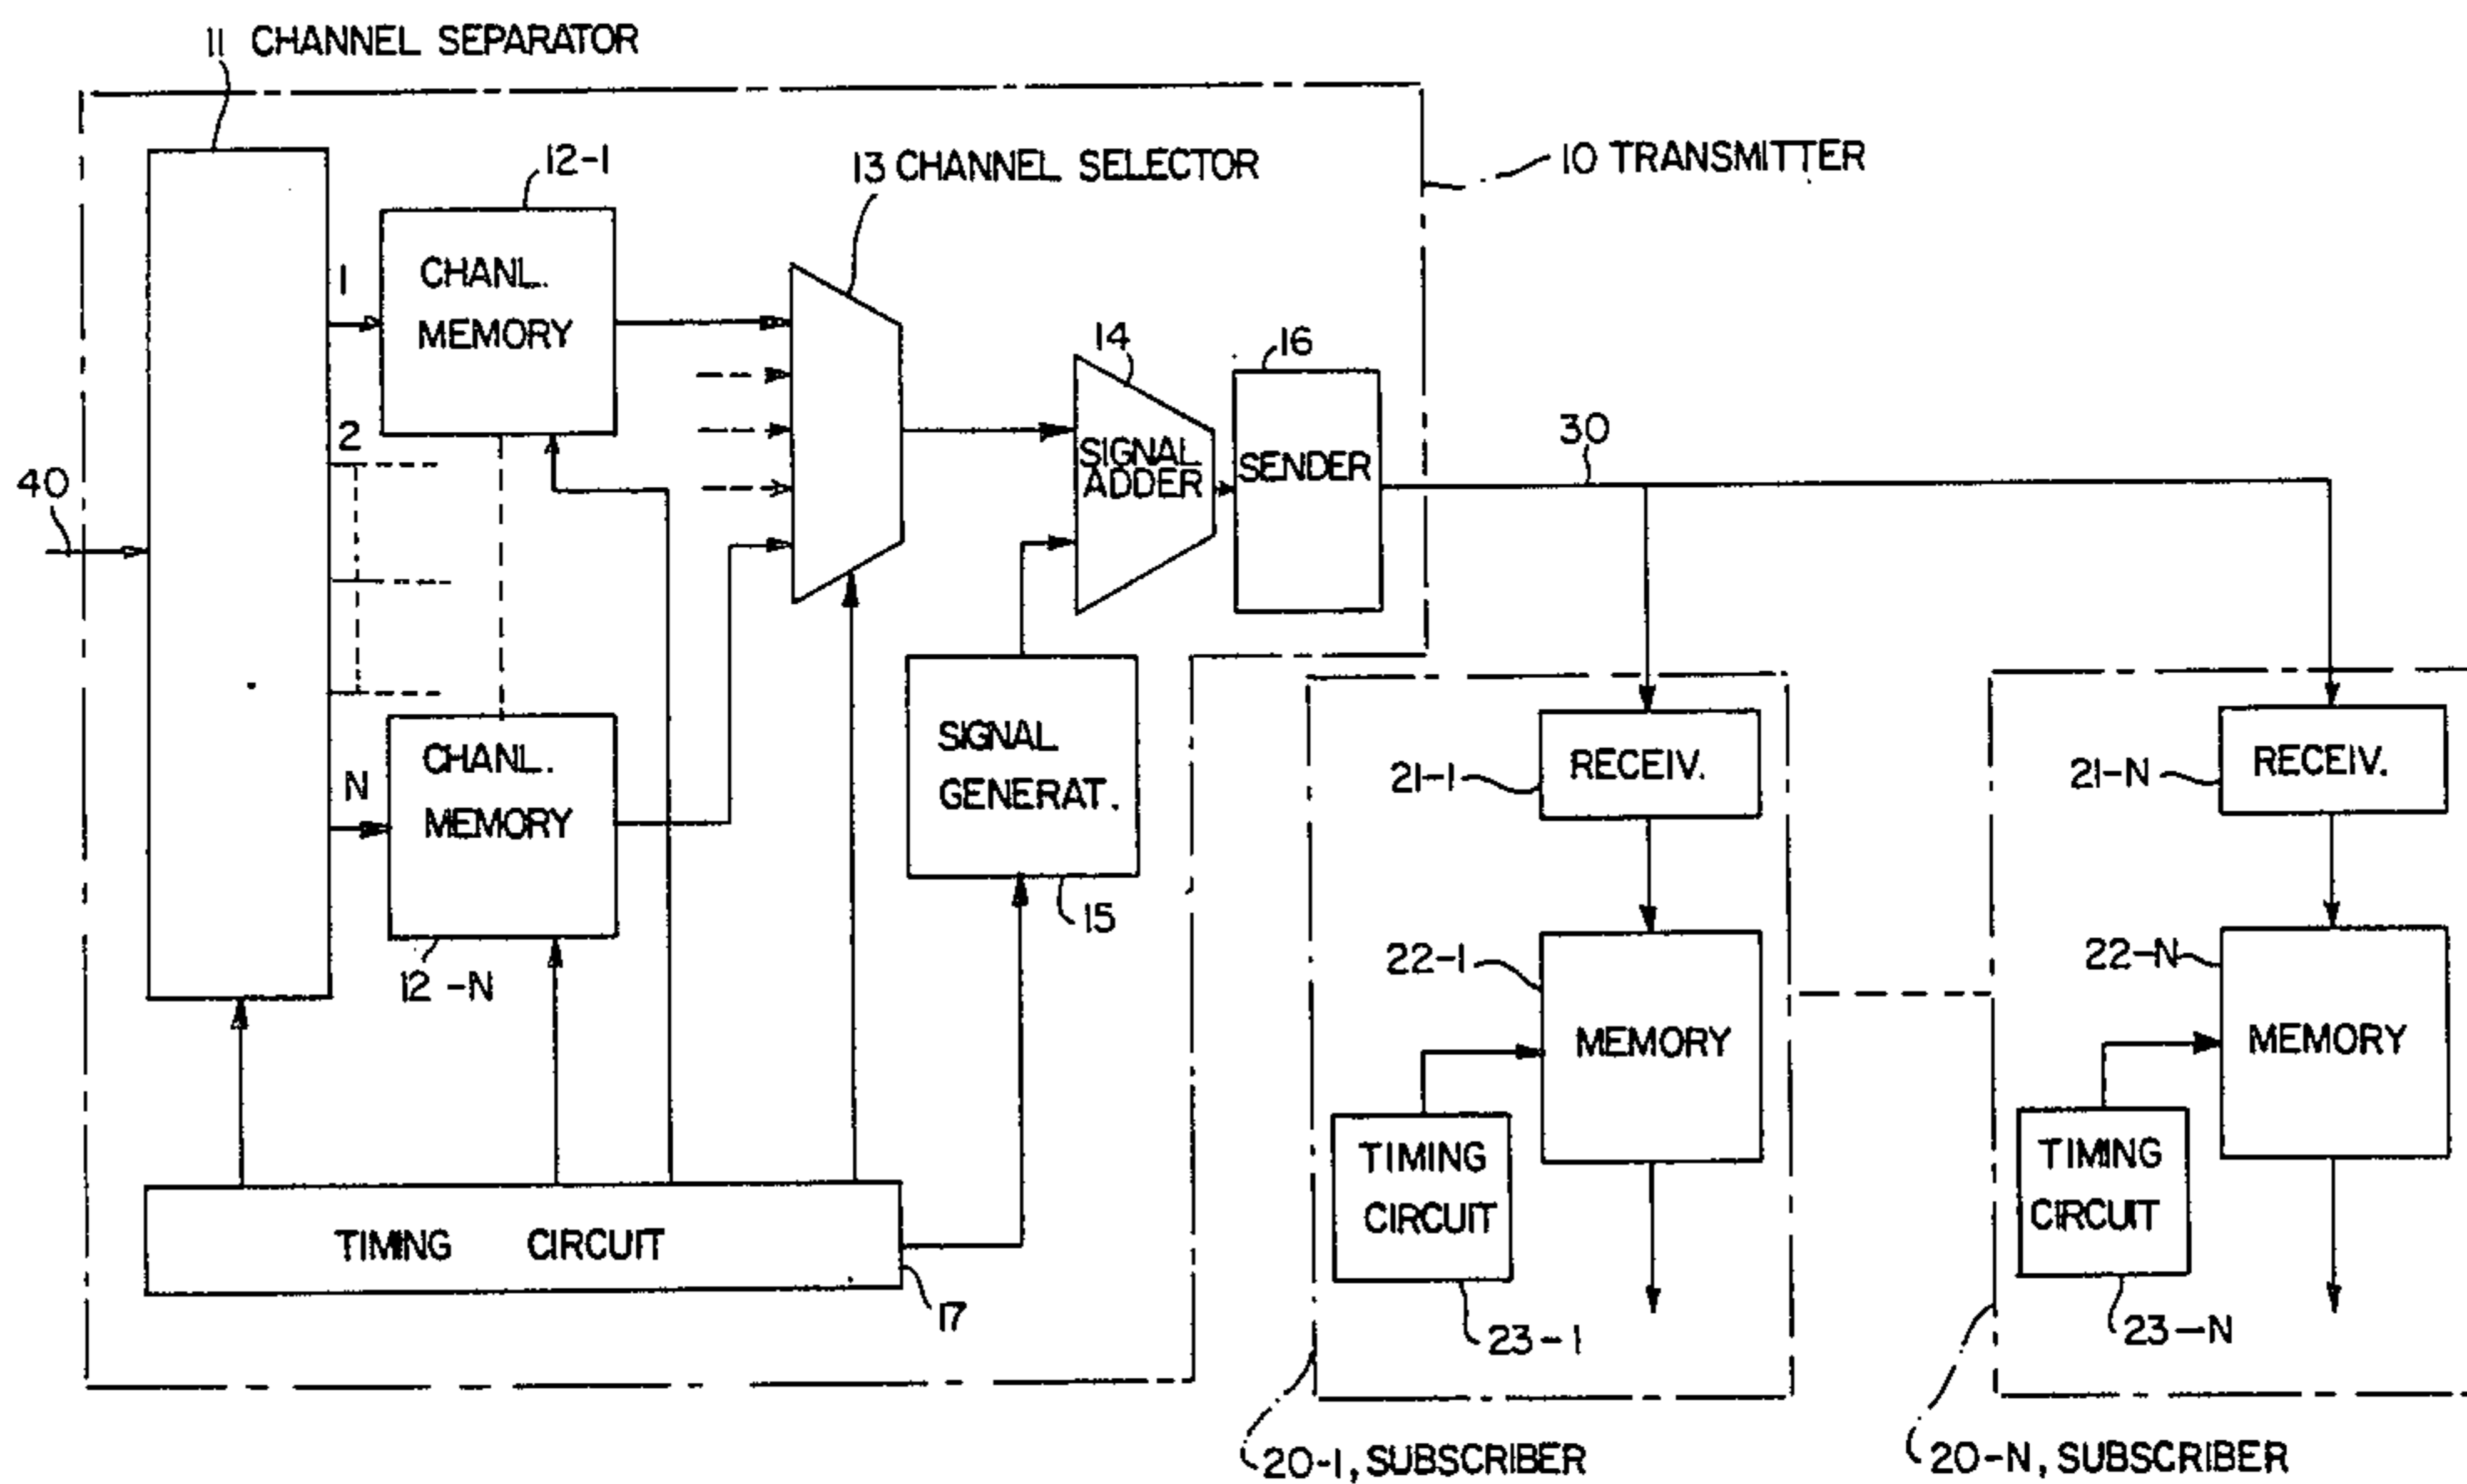 11 CHANNEL SEPARATOR
12-1
13 CHANNEL SELECTOR
10 TRANSMITTER
1
CHANL.
MEMORY
14
16
2
SIGNAL
ADDER
SENDER
30
40
N
CHANL.
MEMORY
12-N
SIGNAL
GENERAT.
15
21-1
RECEIV.
21-N
RECEIV.
22-1
MEMORY
22-N
MEMORY
TIMING
CIRCUIT
TIMING
CIRCUIT
TIMING CIRCUIT
17
23-1
23-N
20-1, SUBSCRIBER
20-N, SUBSCRIBER